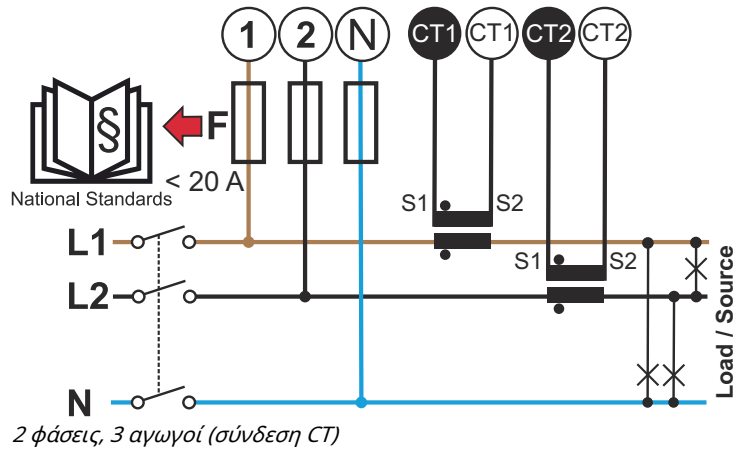 1 2 N CT1 CT1 CT2 CT2
§
F
< 20 A
National Standards
S1 S2
L1
S1 S2
L2
Load / Source
N
2 φάσεις, 3 αγωγοί (σύνδεση CT)